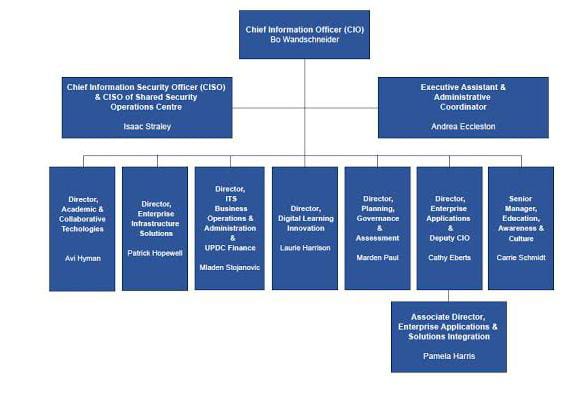 Chief Information Officer (CIO)
Bo Wandschneider
Chief Information Security Officer (CISO)
& CISO of Shared Security
Operations Centre
Isaac Straley
Executive Assistant &
Administrative
Coordinator
Andrea Eccleston
Director,
Academic &
Collaborative
Techologies
Avi Hyman
Director,
Enterprise
Infrastructure
Solutions
Patrick Hopewell
Director,
ITS
Business
Operations &
Administration
&
UPDC Finance
Mladen Stojanovic
Director,
Digital Learning
Innovation
Laurie Harrison
Director,
Planning,
Governance
&
Assessment
Marden Paul
Director,
Enterprise
Applications
&
Deputy CIO
Cathy Eberts
Senior
Manager,
Education,
Awareness &
Culture
Carrie Schmidt
Associate Director,
Enterprise Applications &
Solutions Integration
Pamela Harris